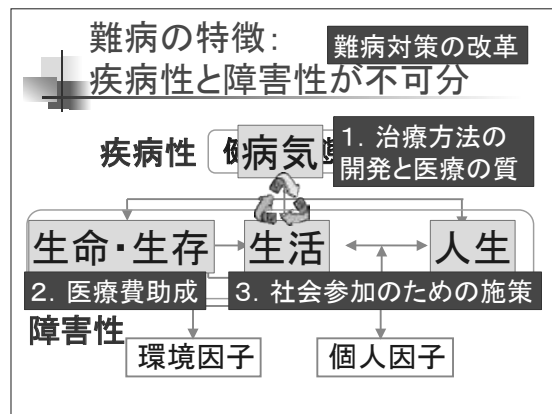 難病の特徴:
難病対策の改革
疾病性と障害性が不可分
疾病性
病気
1. 治療方法の
開発と医療の質
生命・生存
生活
人生
2. 医療費助成
3. 社会参加のための施策
障害性
環境因子
個人因子